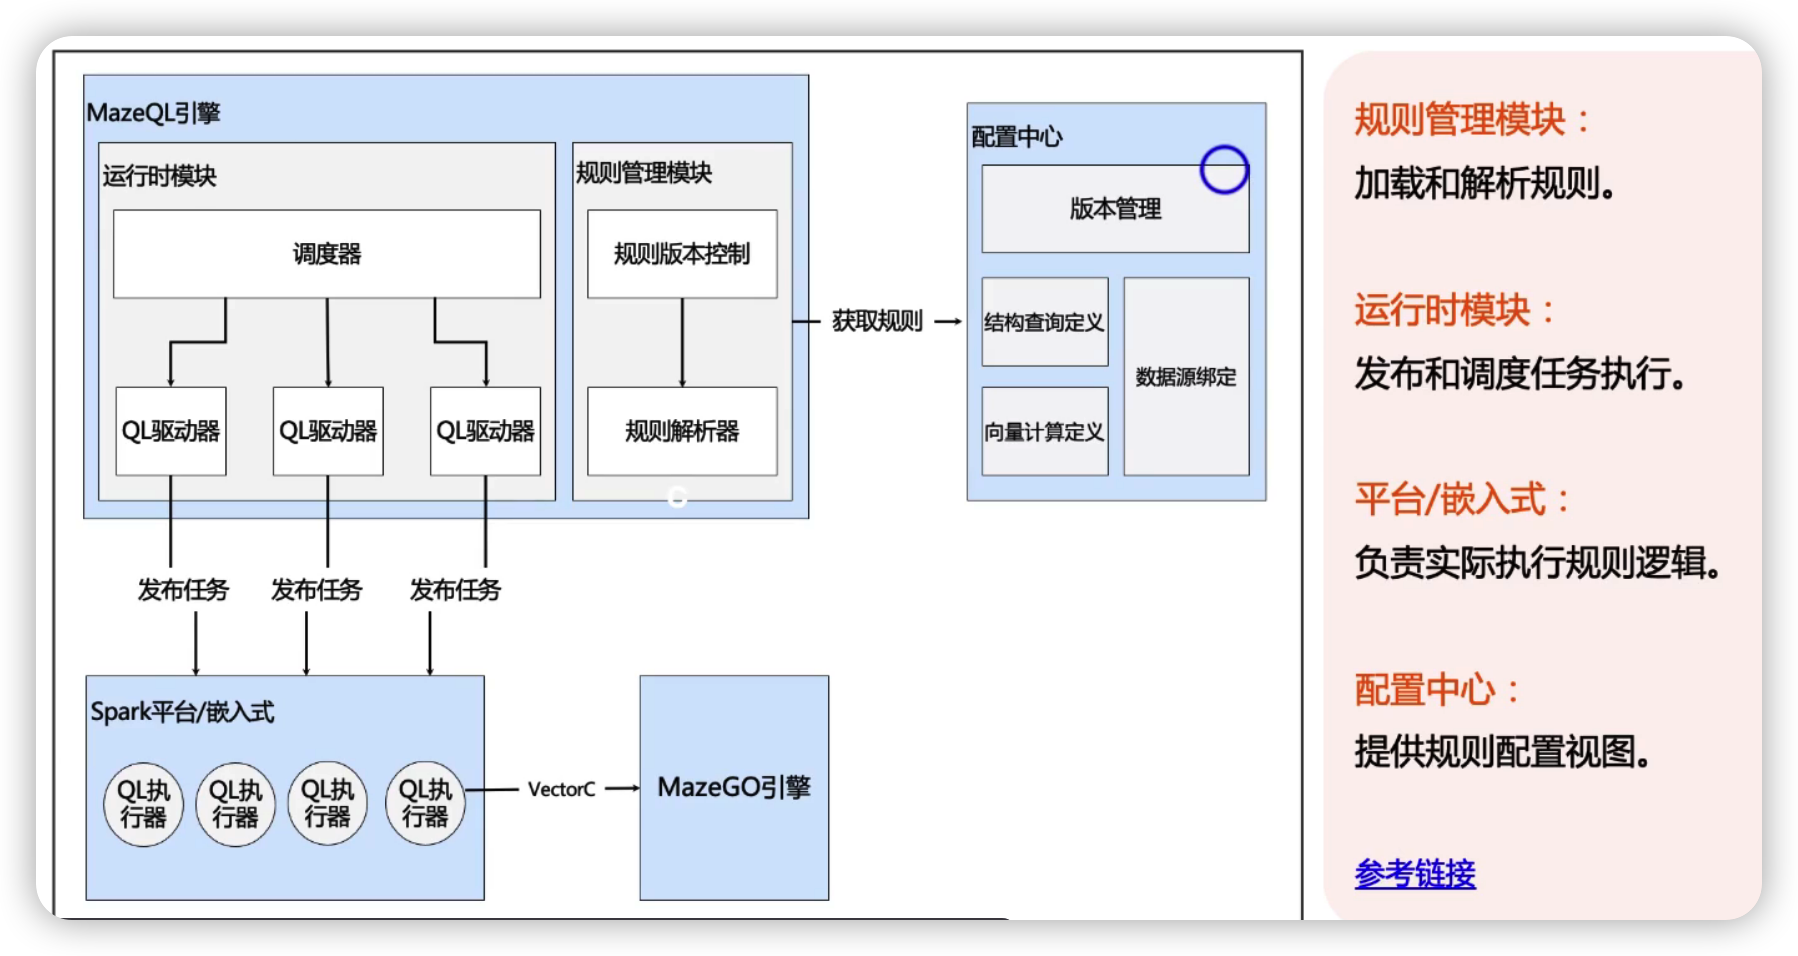 MazeQL引擎
运行时模块
调度器
QL驱动器
QL驱动器
QL驱动器
规则管理模块
规则版本控制
规则解析器
获取规则
配置中心
版本管理
结构查询定义
向量计算定义
数据源绑定
发布任务
发布任务
发布任务
Spark平台/嵌入式
QL执
行器
QL执
行器
QL执
行器
QL执
行器
VectorC
MazeGO引擎
规则管理模块：
加载和解析规则。
运行时模块：
发布和调度任务执行。
平台/嵌入式：
负责实际执行规则逻辑。
配置中心：
提供规则配置视图。
参考链接